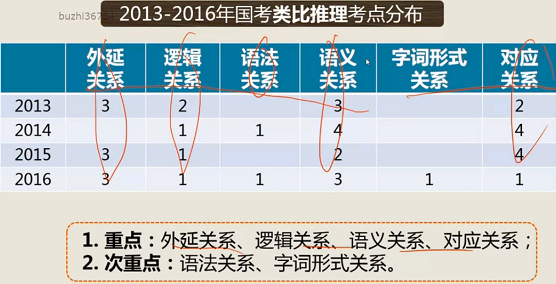 buzhi367
2013-2016年国考类比推理考点分布
外延关系 逻辑关系 语法关系 语义关系 字词形式关系 对应关系
2013 3 2 3 2
2014 1 1 4 4
2015 3 1 2 4
2016 3 1 1 3 1 1
1. 重点：外延关系、逻辑关系、语义关系、对应关系；
2. 次重点：语法关系、字词形式关系。